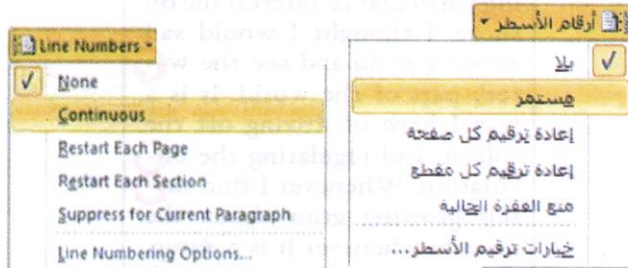 Line Numbers
None
Continuous
Restart Each Page
Restart Each Section
Suppress for Current Paragraph
Line Numbering Options...
أرقام الأسطر
بلا
مستمر
إعادة ترقيم كل صفحة
إعادة ترقيم كل مقطع
منع الفقرة الحالية
خيارات ترقيم الأسطر...